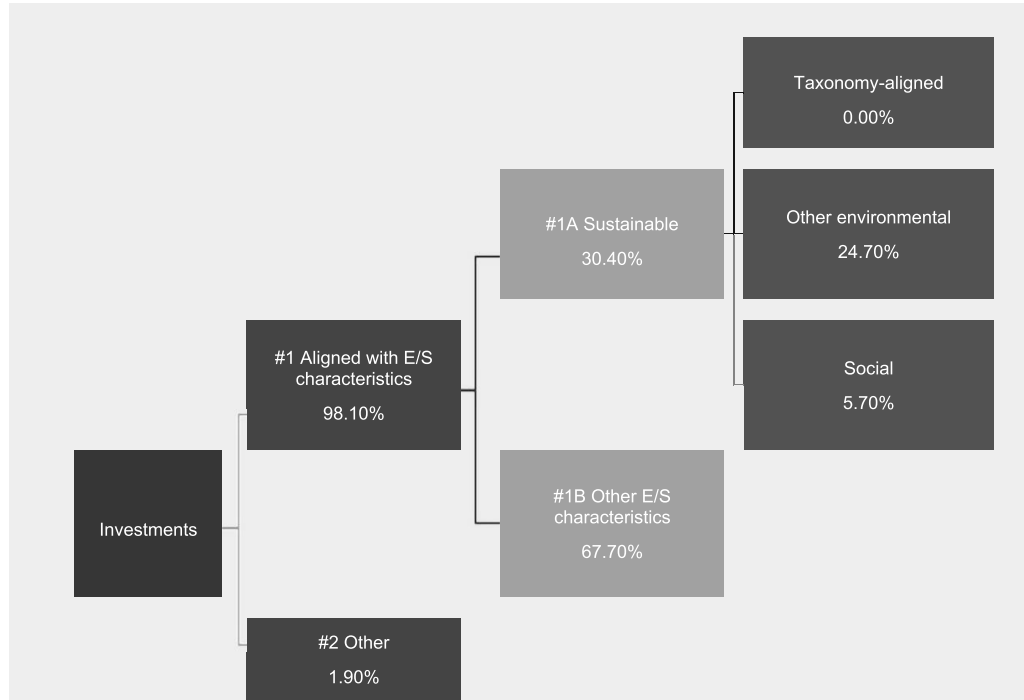 Taxonomy-aligned
0.00%
#1A Sustainable
30.40%
Other environmental
24.70%
#1 Aligned with E/S
characteristics
98.10%
Social
5.70%
Investments
#1B Other E/S
characteristics
67.70%
#2 Other
1.90%